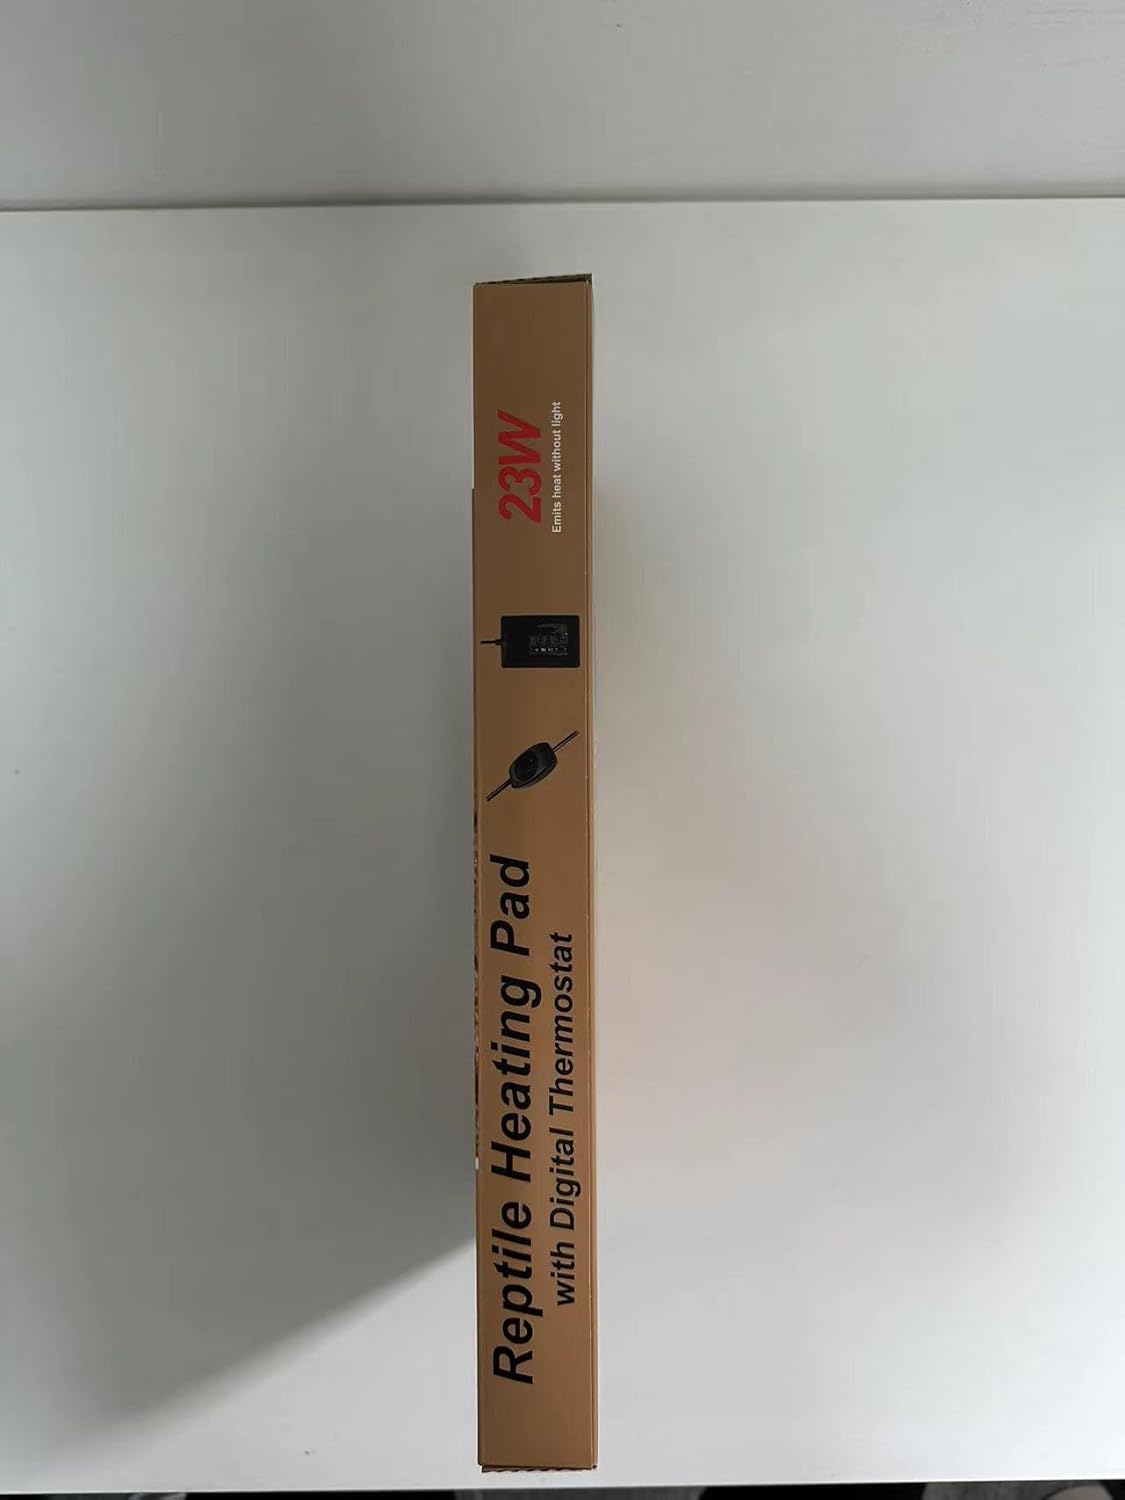 Reptile Heating Pad
with Digital Thermostat
23W
Emits heat without light